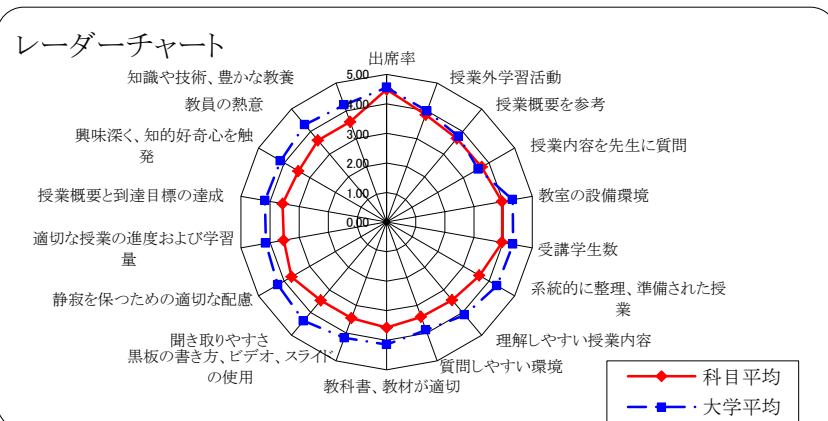 レーダーチャート
出席率
授業外学習活動
授業概要を参考
授業内容を先生に質問
教室の設備環境
受講学生数
系統的に整理、準備された授
業
理解しやすい授業内容
質問しやすい環境
教科書、教材が適切
黒板の書き方、ビデオ、スライド
の使用
聞き取りやすさ
静寂を保つための適切な配慮
適切な授業の進度および学習
量
授業概要と到達目標の達成
興味深く、知的好奇心を触
発
教員の熱意
知識や技術、豊かな教養
5.00
4.00
3.00
2.00
1.00
0.00
科目平均
大学平均